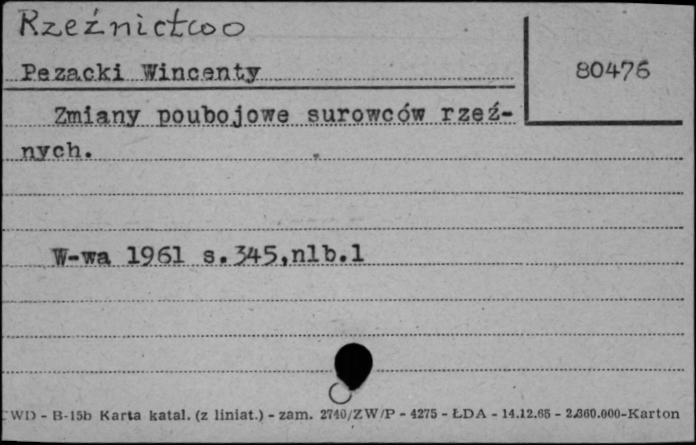 Rzeźnictwo
80476
Pezacki Wincenty
Zmiany poubojowe surowców rzeź-
nych.
W-wa 1961 s.345,nlb.1
CWD - B-15b Karta katal. (z liniat.) - zam. 2740/ZW/P - 4275 - ŁDA - 14.12.65 - 2.360.000-Karton